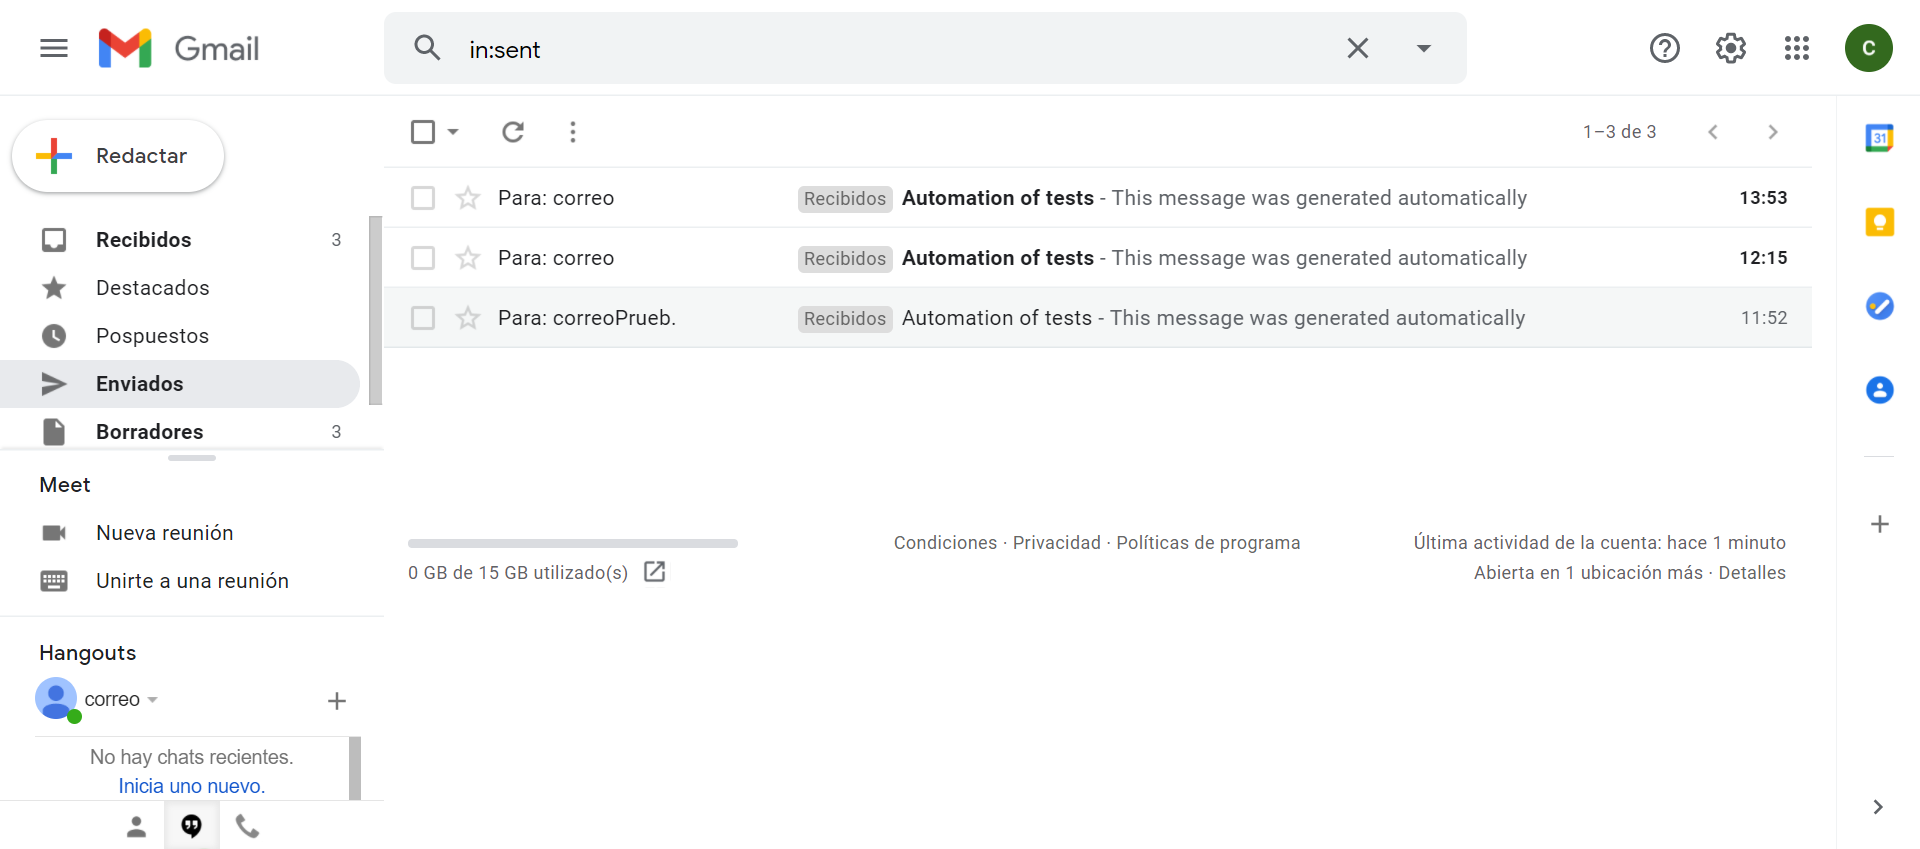 Gmail
in:sent
C
Redactar
1–3 de 3
Recibidos 3
Destacados
Pospuestos
Enviados
Borradores 3
Para: correo Recibidos Automation of tests - This message was generated automatically 13:53
Para: correo Recibidos Automation of tests - This message was generated automatically 12:15
Para: correoPrueb. Recibidos Automation of tests - This message was generated automatically 11:52
31
Meet
Nueva reunión
Unirte a una reunión
Hangouts
correo
No hay chats recientes.
Inicia uno nuevo.
0 GB de 15 GB utilizado(s)
Condiciones · Privacidad · Políticas de programa
Última actividad de la cuenta: hace 1 minuto
Abierta en 1 ubicación más · Detalles